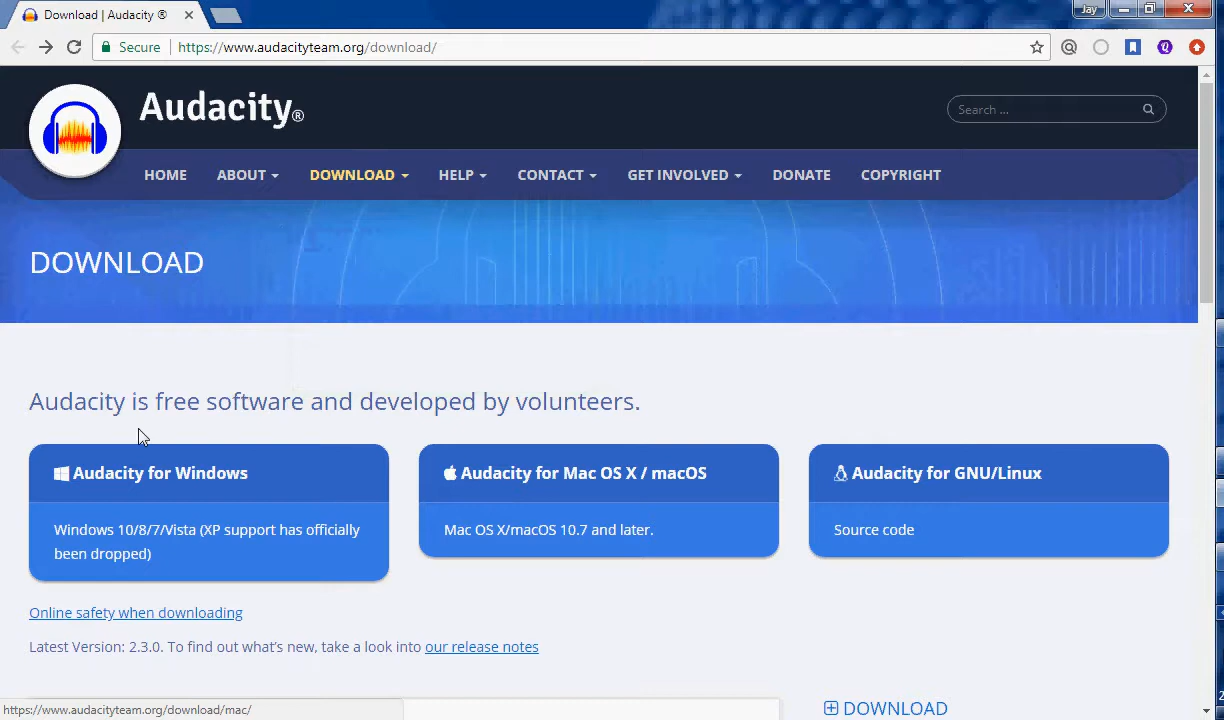 Download | Audacity ®
Jay
Secure
https://www.audacityteam.org/download/
Audacity®
Search ...
HOME
ABOUT
DOWNLOAD
HELP
CONTACT
GET INVOLVED
DONATE
COPYRIGHT
DOWNLOAD
Audacity is free software and developed by volunteers.
Audacity for Windows
Windows 10/8/7/Vista (XP support has officially
been dropped)
Audacity for Mac OS X / macOS
Mac OS X/macOS 10.7 and later.
Audacity for GNU/Linux
Source code
Online safety when downloading
Latest Version: 2.3.0. To find out what's new, take a look into our release notes
DOWNLOAD
https://www.audacityteam.org/download/mac/